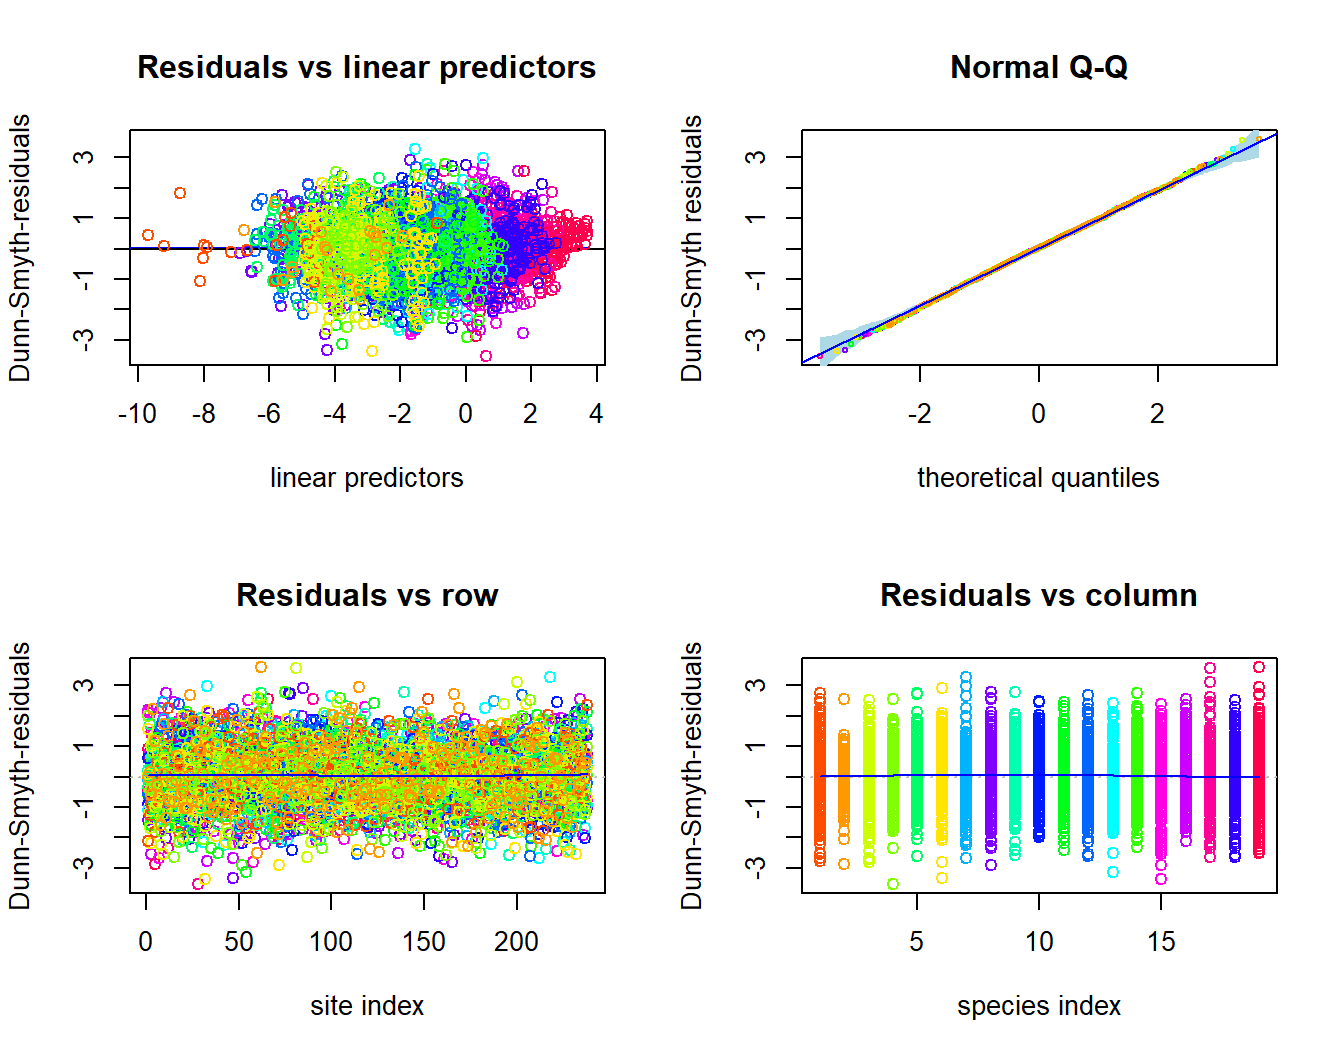 Residuals vs linear predictors
Dunn-Smyth-residuals
3
1
-1
-3
-10 -8 -6 -4 -2 0 2 4
linear predictors
Normal Q-Q
Dunn-Smyth residuals
3
1
-1
-3
-2 0 2
theoretical quantiles
Residuals vs row
Dunn-Smyth-residuals
3
1
-1
-3
0 50 100 150 200
site index
Residuals vs column
Dunn-Smyth-residuals
3
1
-1
-3
5 10 15
species index